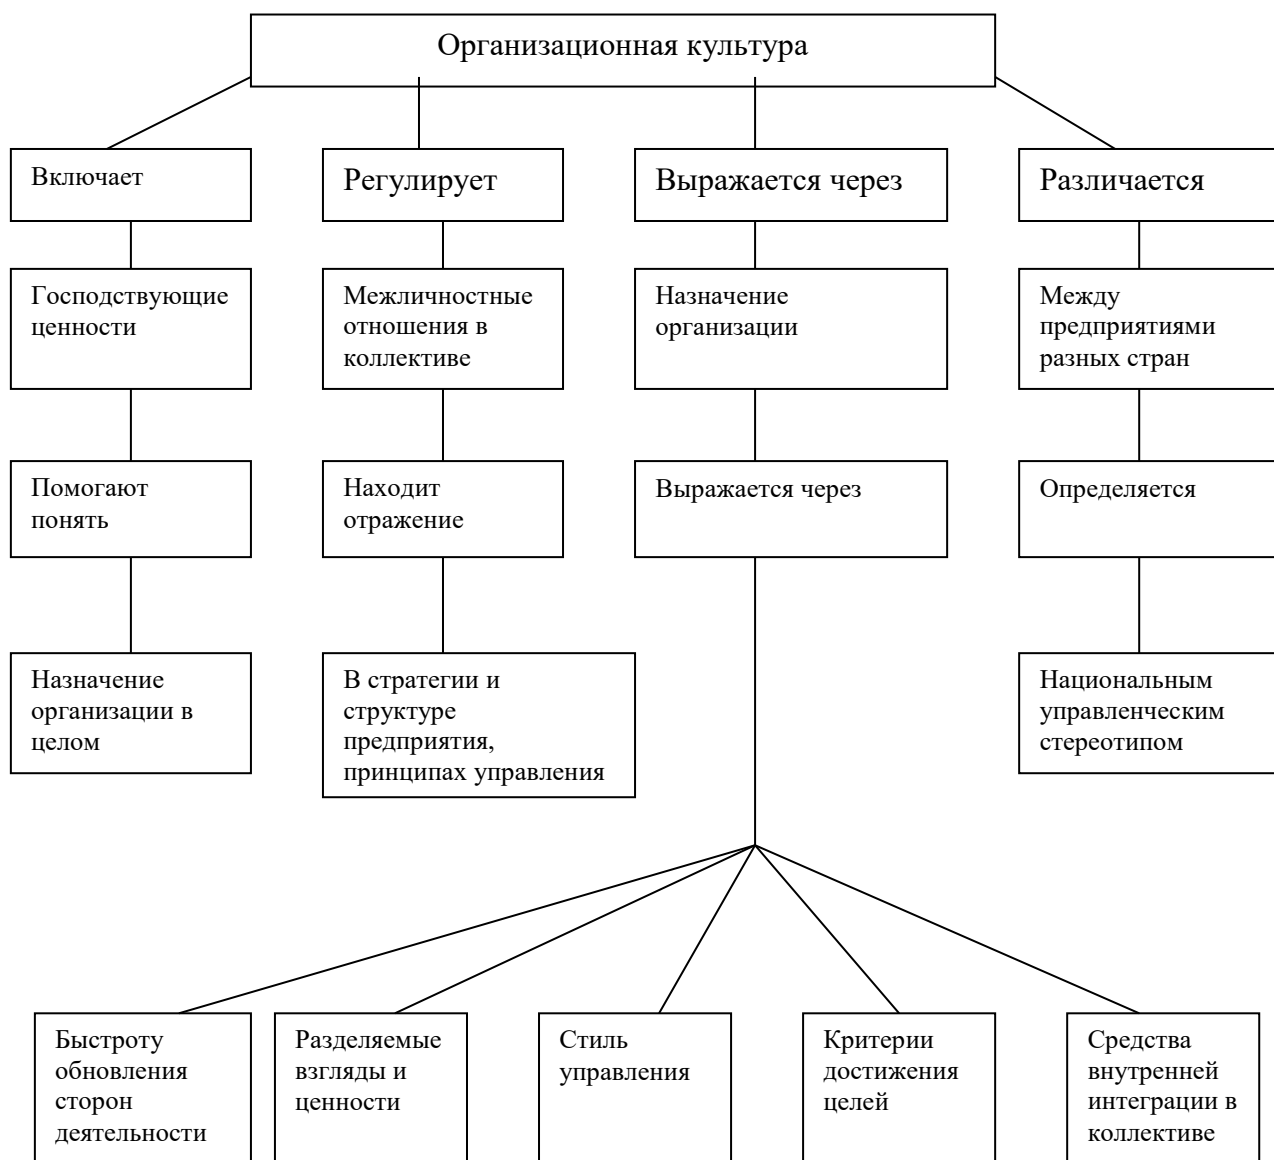 Организационная культура
Включает
Регулирует
Выражается через
Различается
Господствующие
ценности
Межличностные
отношения в
коллективе
Назначение
организации
Между
предприятиями
разных стран
Помогают
понять
Находит
отражение
Выражается через
Определяется
Назначение
организации в
целом
В стратегии и
структуре
предприятия,
принципах управления
Национальным
управленческим
стереотипом
Быстроту
обновления
сторон
деятельности
Разделяемые
взгляды и
ценности
Стиль
управления
Критерии
достижения
целей
Средства
внутренней
интеграции в
коллективе